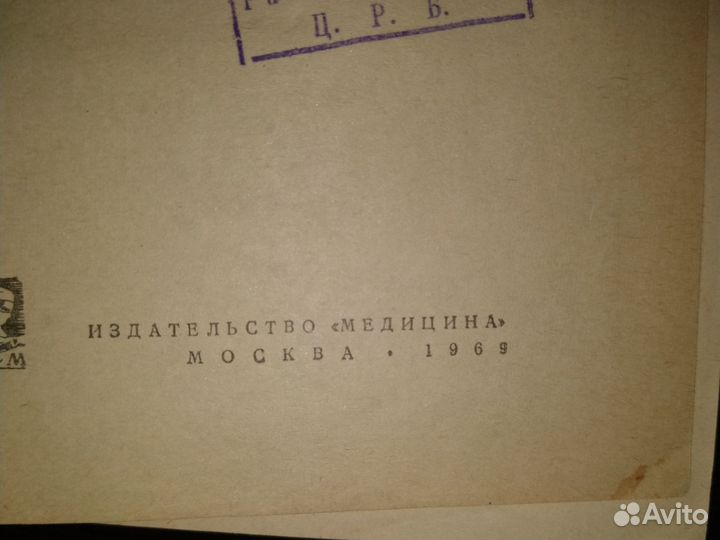 Ц. Р. Б.
ИЗДАТЕЛЬСТВО «МЕДИЦИНА»
МОСКВА • 1969
М
Avito